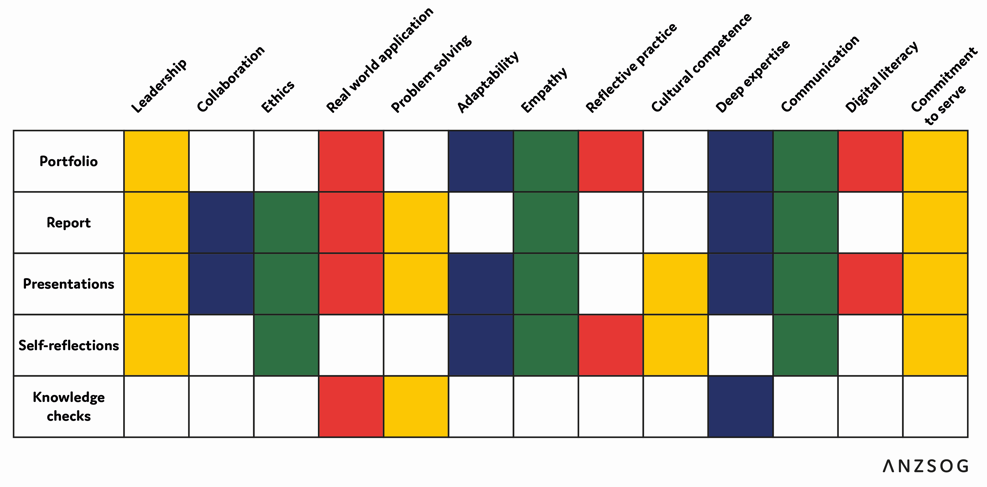 Leadership
Collaboration
Ethics
Real world application
Problem solving
Adaptability
Empathy
Reflective practice
Cultural competence
Deep expertise
Communication
Digital literacy
Commitment
to serve
Portfolio
Report
Presentations
Self-reflections
Knowledge
checks
ΛNZSOG